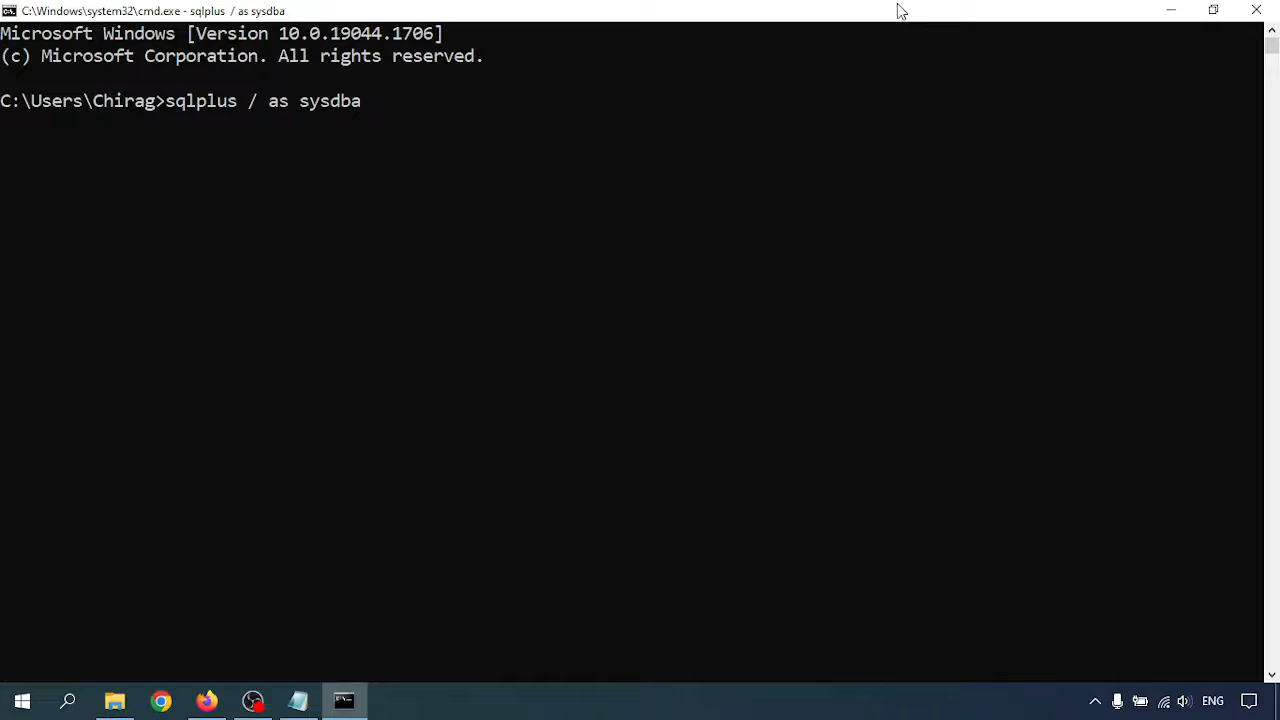 C:\Windows\system32\cmd.exe - sqlplus  / as sysdba
Microsoft Windows [Version 10.0.19044.1706]
(c) Microsoft Corporation. All rights reserved.
C:\Users\Chirag>sqlplus / as sysdba
ENG